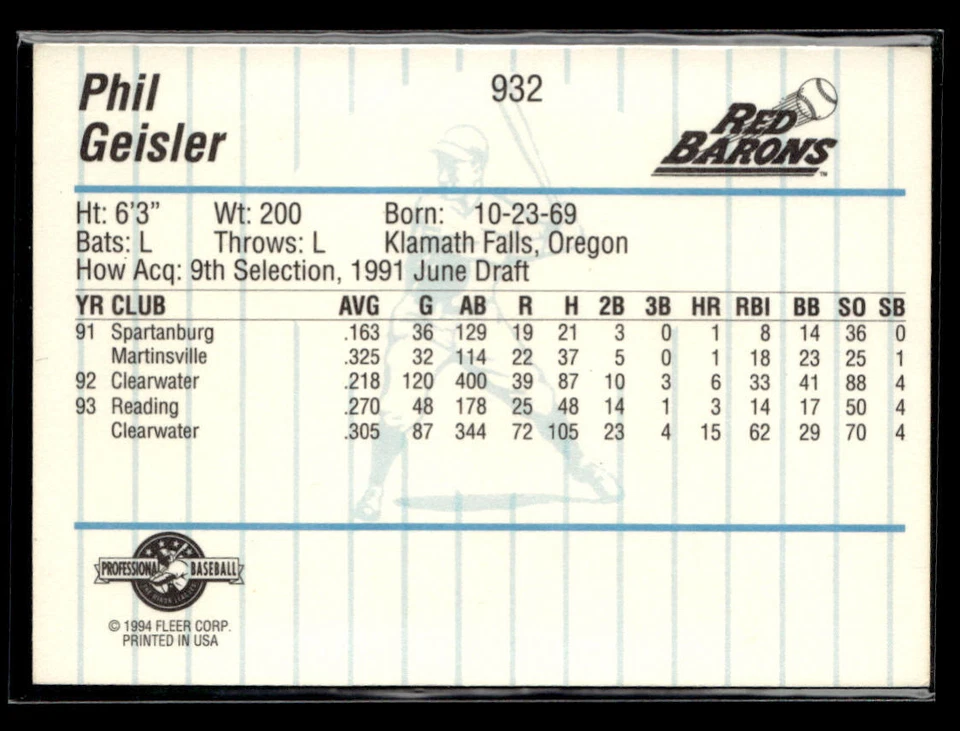 Phil
Geisler
932
RED
BARONS
™
Ht: 6'3" Wt: 200 Born: 10-23-69
Bats: L Throws: L Klamath Falls, Oregon
How Acq: 9th Selection, 1991 June Draft
YR CLUB AVG G AB R H 2B 3B HR RBI BB SO SB
91 Spartanburg .163 36 129 19 21 3 0 1 8 14 36 0
Martinsville .325 32 114 22 37 5 0 1 18 23 25 1
92 Clearwater .218 120 400 39 87 10 3 6 33 41 88 4
93 Reading .270 48 178 25 48 14 1 3 14 17 50 4
Clearwater .305 87 344 72 105 23 4 15 62 29 70 4
PROFESSIONAL BASEBALL
THE MINOR LEAGUES
© 1994 FLEER CORP.
PRINTED IN USA